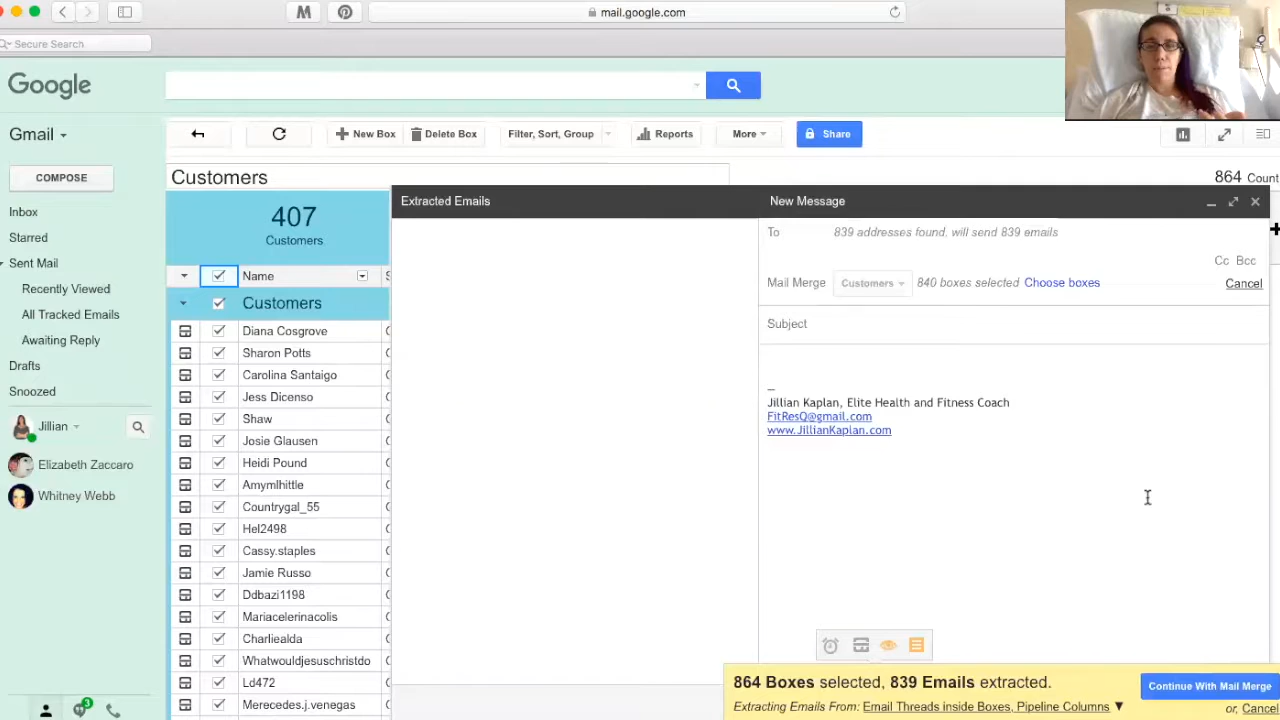 M
mail.google.com
Secure Search
Google
Gmail
New Box
Delete Box
Filter, Sort, Group
Reports
More
Share
COMPOSE
Customers
864 Count
Inbox
Starred
Sent Mail
Recently Viewed
All Tracked Emails
Awaiting Reply
Drafts
Snoozed
Jillian
Elizabeth Zaccaro
Whitney Webb
3
407
Customers
Name
Customers
Diana Cosgrove
Sharon Potts
Carolina Santaigo
Jess Dicenso
Shaw
Josie Glausen
Heidi Pound
Amymlhittle
Countrygal_55
Hel2498
Cassy.staples
Jamie Russo
Ddbazi1198
Mariacelerinacolis
Charliealda
Whatwouldjesuschristdo
Ld472
Merecedes.j.venegas
Extracted Emails
New Message
To 839 addresses found, will send 839 emails
Cc Bcc
Mail Merge Customers 840 boxes selected Choose boxes Cancel
Subject
--
Jillian Kaplan, Elite Health and Fitness Coach
FitResQ@gmail.com
www.JillianKaplan.com
864 Boxes selected, 839 Emails extracted.
Extracting Emails From: Email Threads inside Boxes, Pipeline Columns ▼
Continue With Mail Merge
or, Cancel